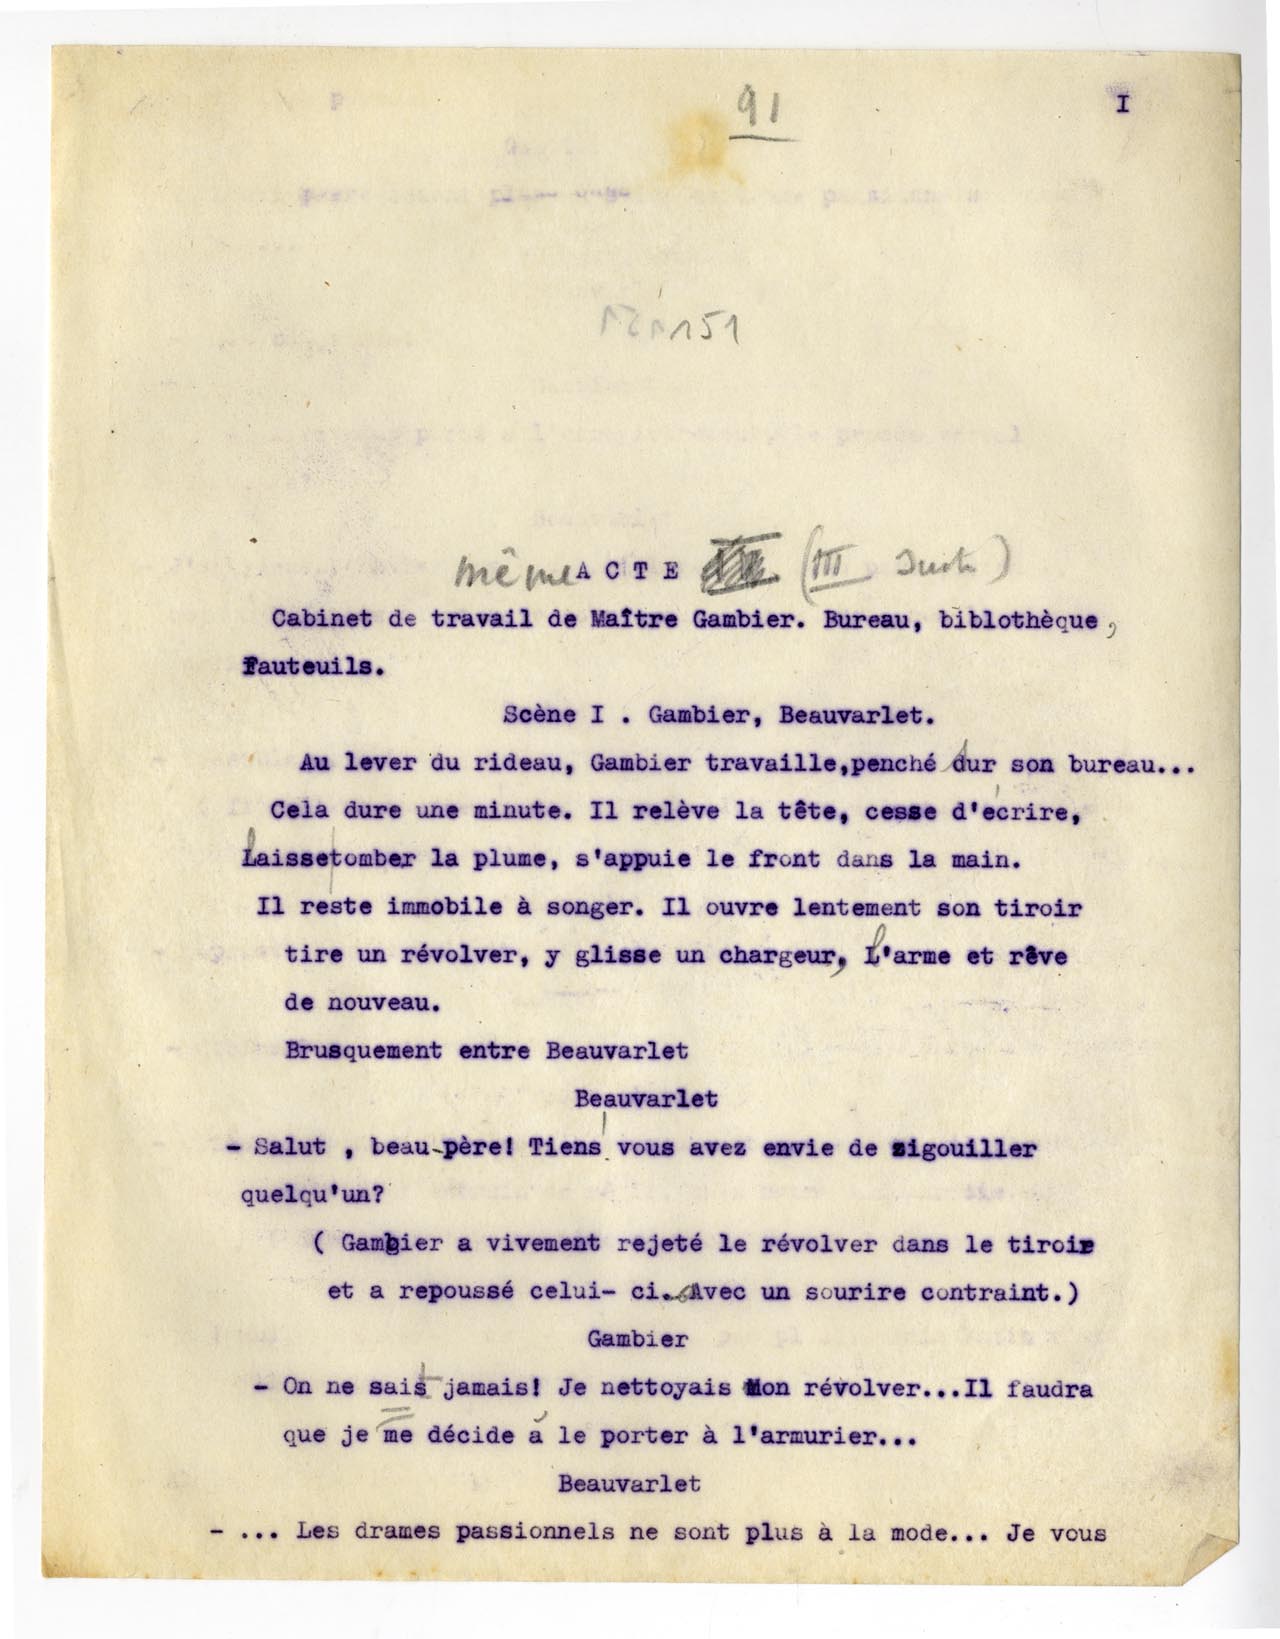 91
I
151
même ACTE (III Suite)
Cabinet de travail de Maître Gambier. Bureau, biblothèque,
Fauteuils.
Scène I . Gambier, Beauvarlet.
Au lever du rideau, Gambier travaille,penché dur son bureau...
Cela dure une minute. Il relève la tête, cesse d'écrire,
Laissetomber la plume, s'appuie le front dans la main.
Il reste immobile à songer. Il ouvre lentement son tiroir
tire un révolver, y glisse un chargeur, L'arme et rêve
de nouveau.
Brusquement entre Beauvarlet
Beauvarlet
- Salut , beau-père! Tiens vous avez envie de zigouiller
quelqu'un?
( Gambier a vivement rejeté le révolver dans le tiroir
et a repoussé celui- ci. Avec un sourire contraint.)
Gambier
- On ne sait jamais! Je nettoyais Mon révolver...Il faudra
que je me décide à le porter à l'armurier...
Beauvarlet
- ... Les drames passionnels ne sont plus à la mode... Je vous